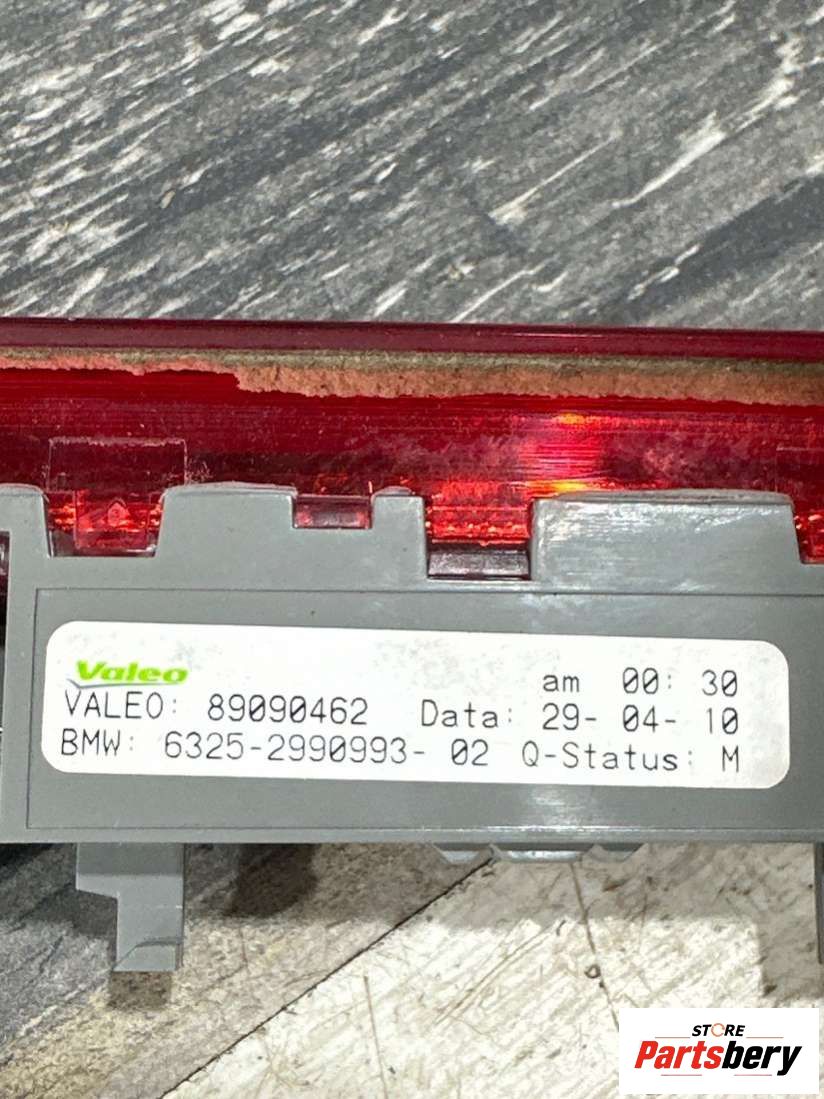 Valeo am 00: 30
VALEO: 89090462 Data: 29- 04- 10
BMW: 6325-2990993- 02 Q-Status: M
STORE
Partsbery